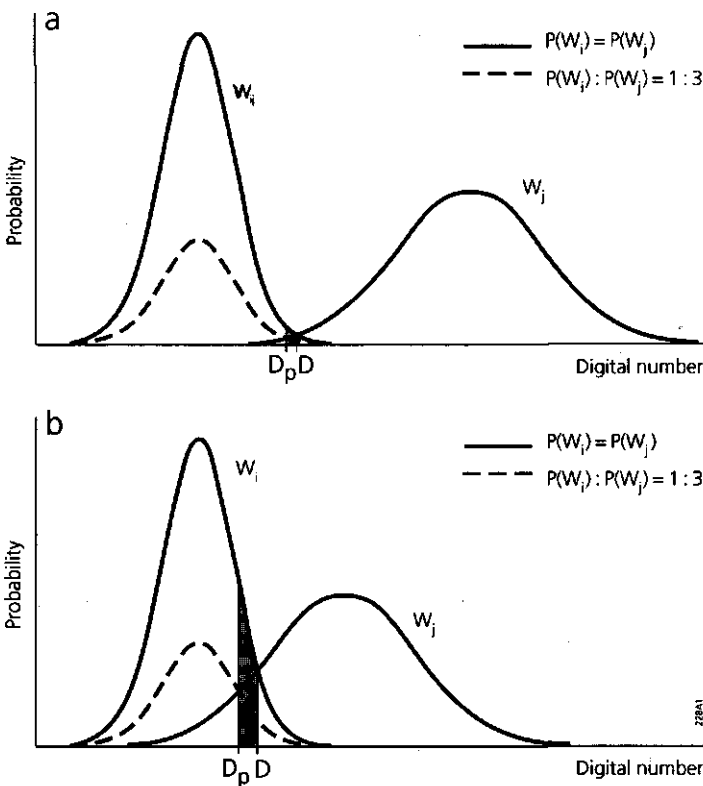 a
P(Wi) = P(Wj)
P(Wi) : P(Wj) = 1 : 3
Wi
Wj
Probability
DpD
Digital number
b
P(Wi) = P(Wj)
P(Wi) : P(Wj) = 1 : 3
Wi
Wj
Probability
228A1
Dp D
Digital number